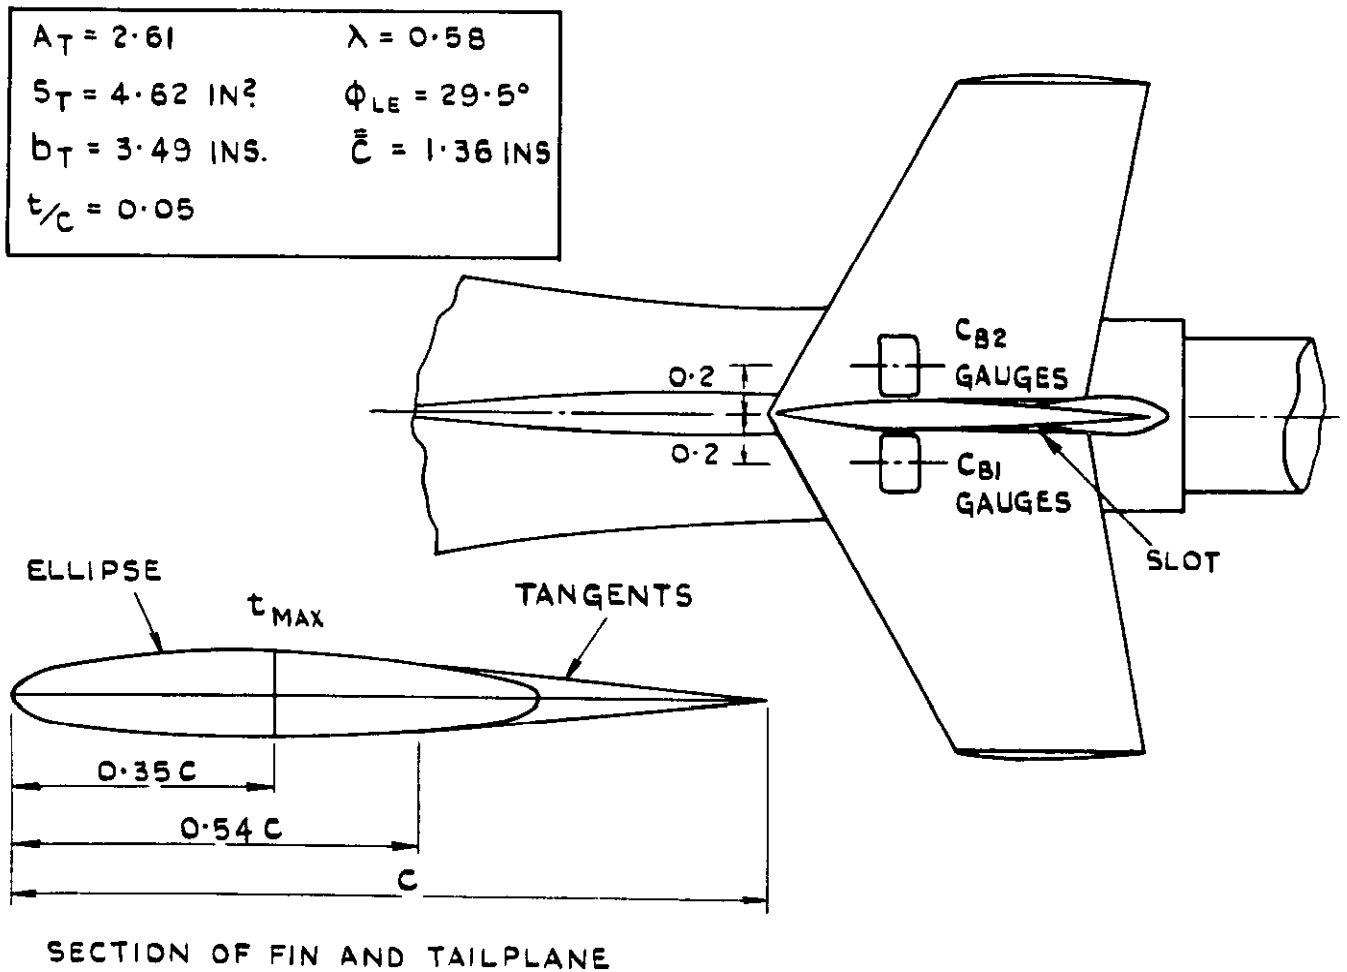 A_T = 2·61 λ = 0·58
S_T = 4·62 IN². Φ_LE = 29·5°
b_T = 3·49 INS. c̿ = 1·36 INS
t/c = 0·05
C_B2
GAUGES
0·2
0·2
C_B1
GAUGES
SLOT
ELLIPSE
t_MAX
TANGENTS
0·35 C
0·54 C
C
SECTION OF FIN AND TAILPLANE